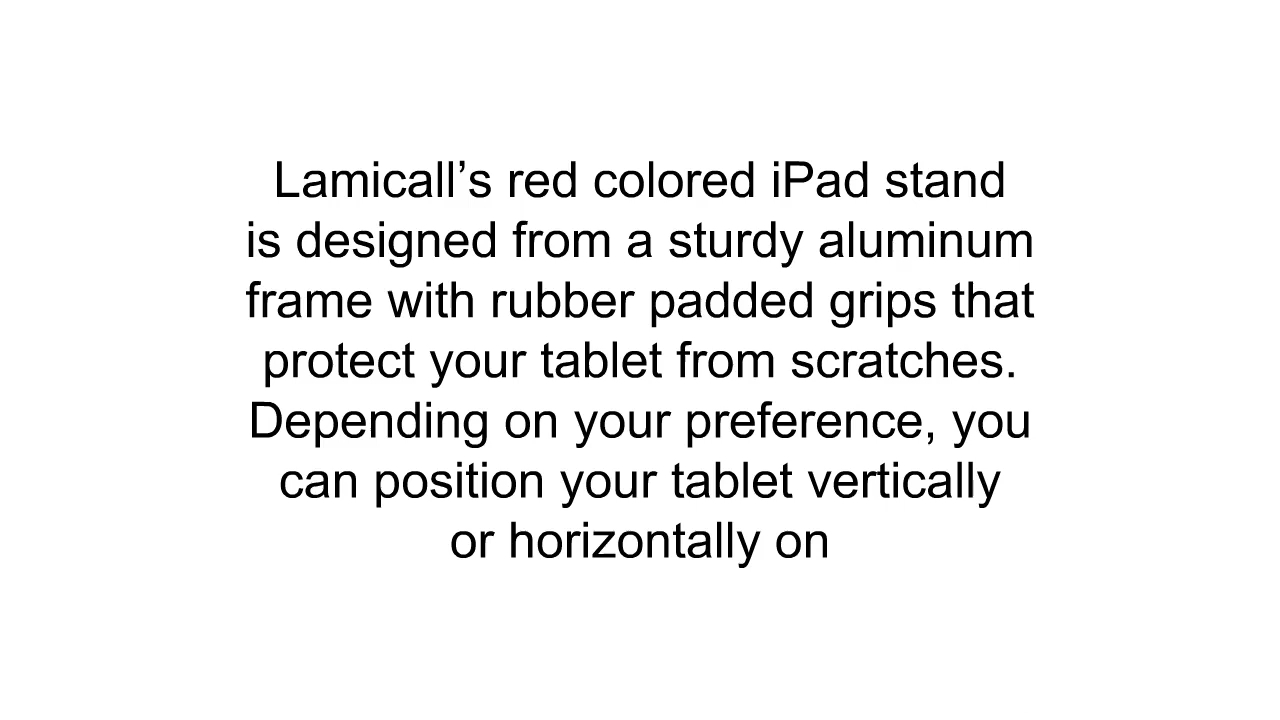 Lamicall’s red colored iPad stand
is designed from a sturdy aluminum
frame with rubber padded grips that
protect your tablet from scratches.
Depending on your preference, you
can position your tablet vertically
or horizontally on